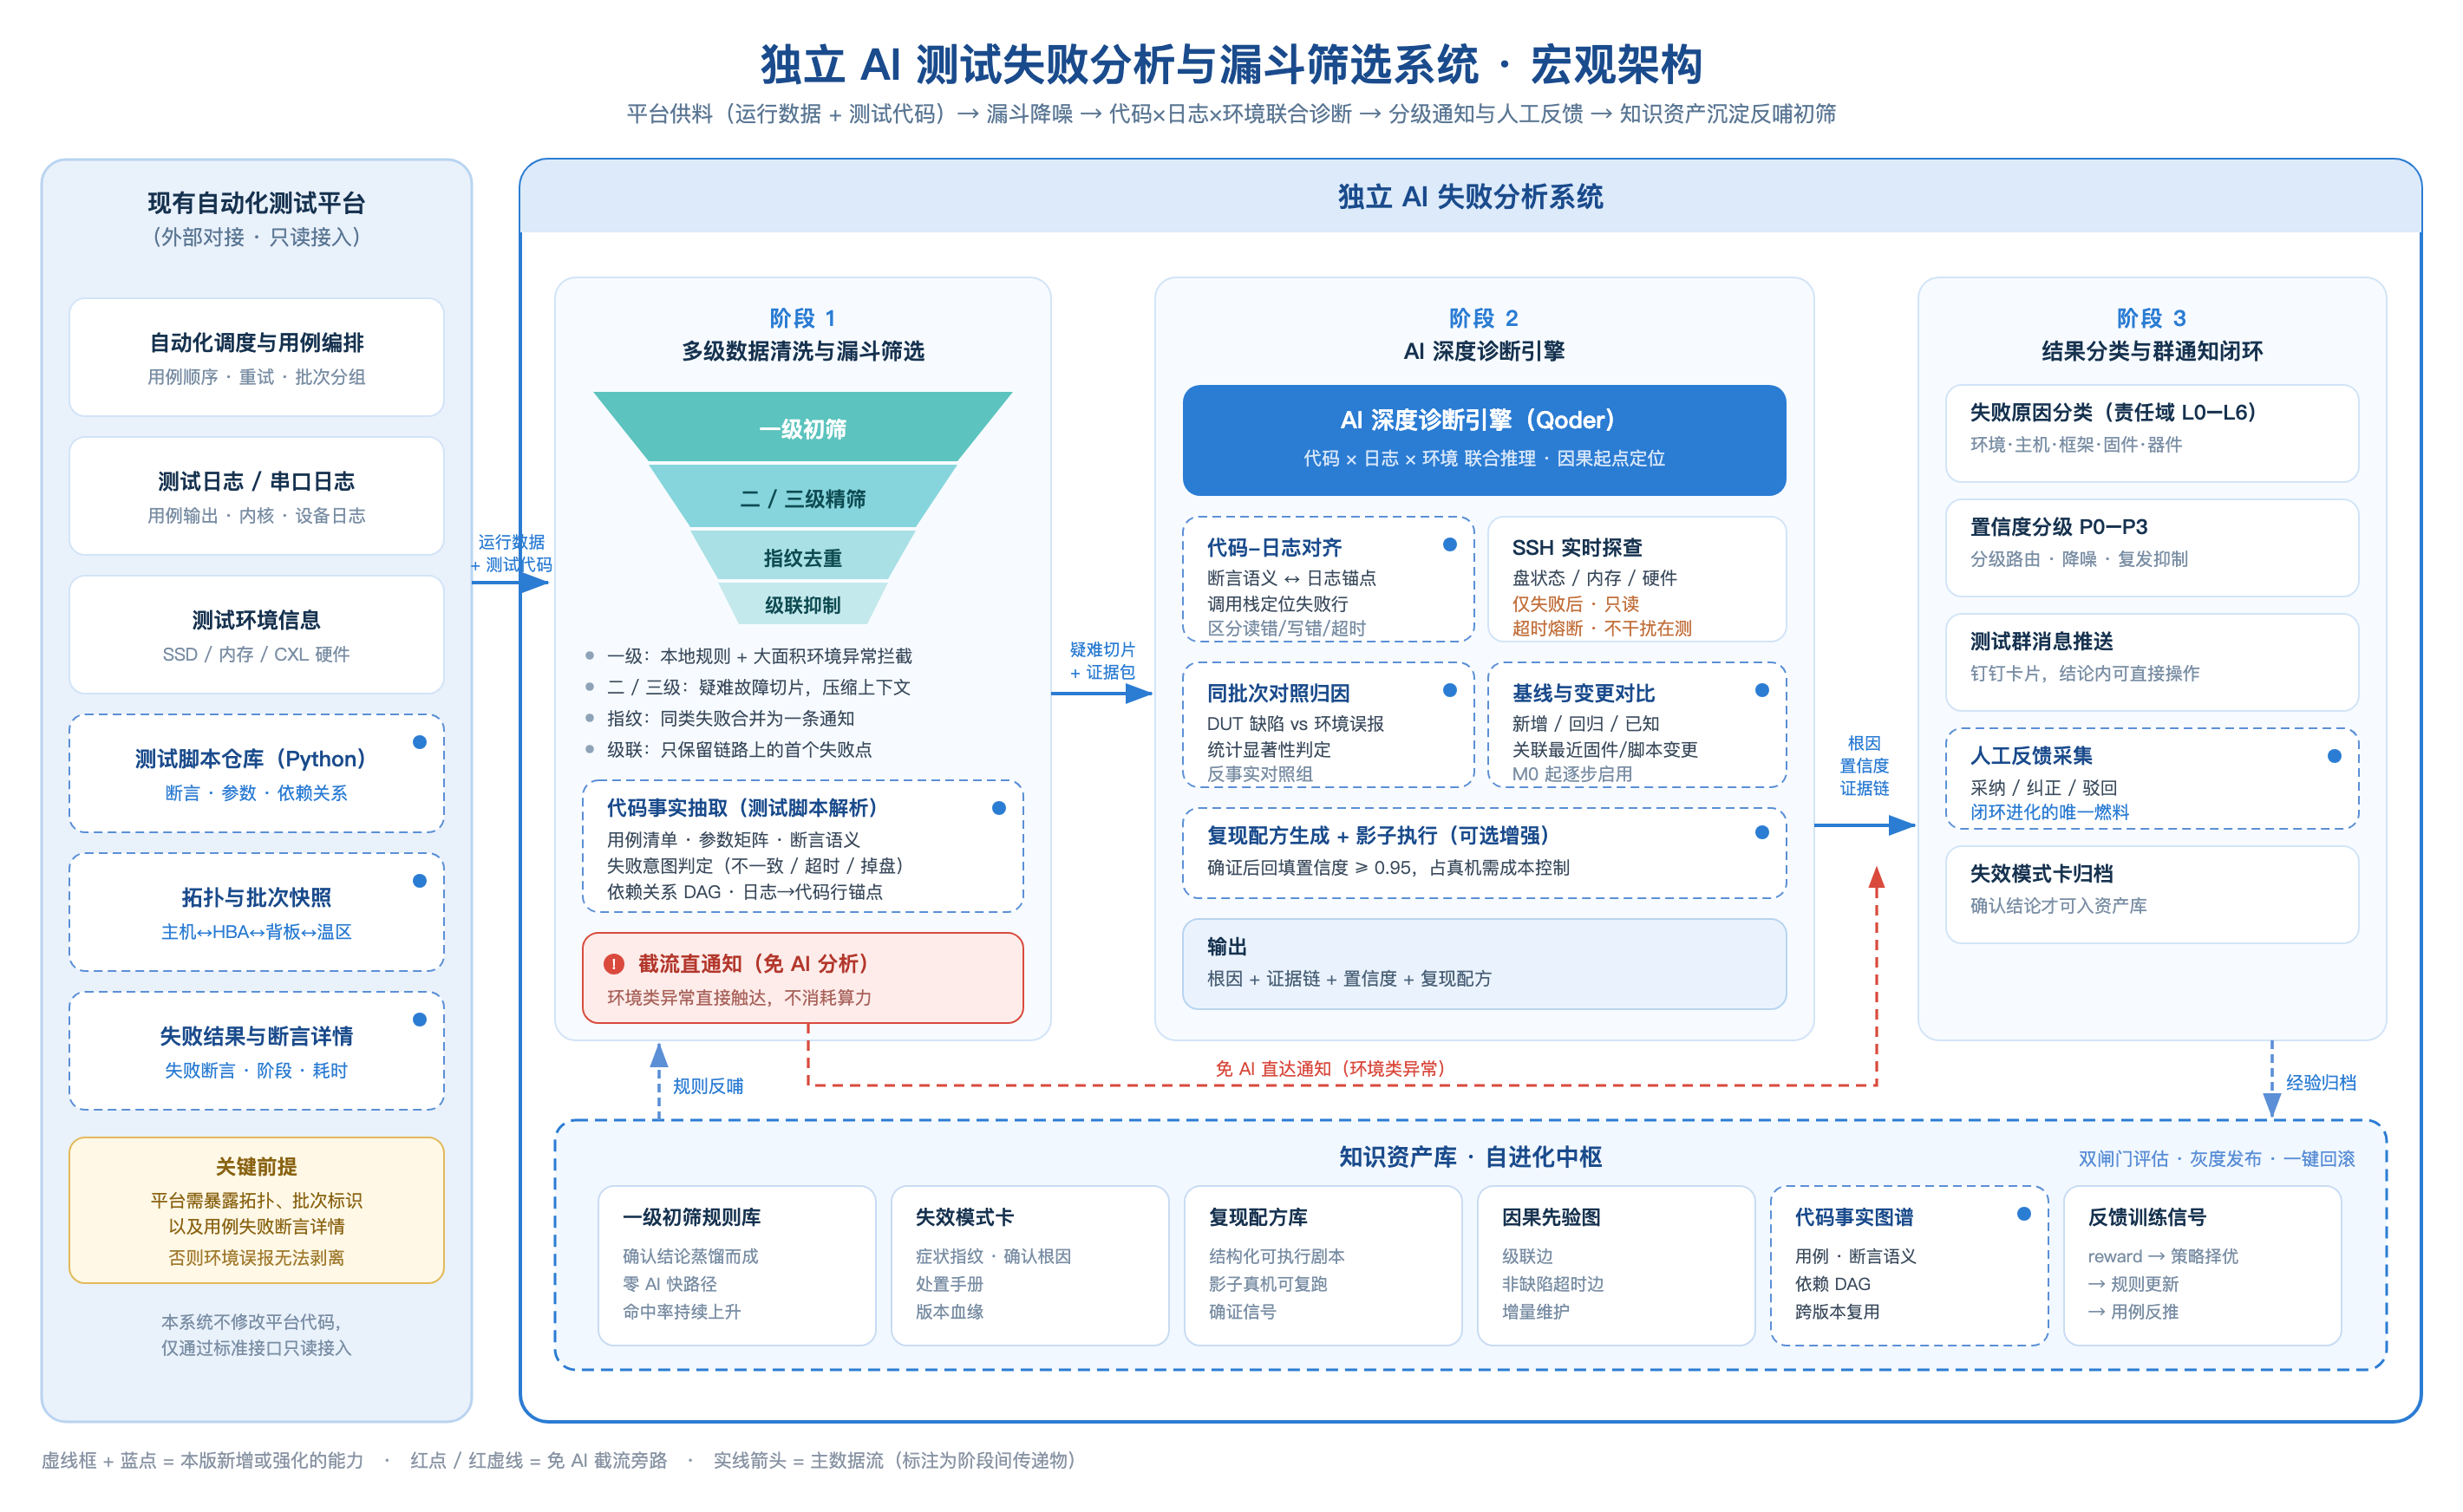 独立 AI 测试失败分析与漏斗筛选系统 · 宏观架构
平台供料（运行数据 + 测试代码）→ 漏斗降噪 → 代码×日志×环境联合诊断 → 分级通知与人工反馈 → 知识资产沉淀反哺初筛
现有自动化测试平台
（外部对接 · 只读接入）
自动化调度与用例编排
用例顺序 · 重试 · 批次分组
测试日志 / 串口日志
用例输出 · 内核 · 设备日志
测试环境信息
SSD / 内存 / CXL 硬件
测试脚本仓库（Python）
断言 · 参数 · 依赖关系
拓扑与批次快照
主机↔HBA↔背板↔温区
失败结果与断言详情
失败断言 · 阶段 · 耗时
关键前提
平台需暴露拓扑、批次标识
以及用例失败断言详情
否则环境误报无法剥离
本系统不修改平台代码，
仅通过标准接口只读接入
运行数据
+ 测试代码
独立 AI 失败分析系统
阶段 1
多级数据清洗与漏斗筛选
一级初筛
二 / 三级精筛
指纹去重
级联抑制
一级：本地规则 + 大面积环境异常拦截
二 / 三级：疑难故障切片，压缩上下文
指纹：同类失败合并为一条通知
级联：只保留链路上的首个失败点
代码事实抽取（测试脚本解析）
用例清单 · 参数矩阵 · 断言语义
失败意图判定（不一致 / 超时 / 掉盘）
依赖关系 DAG · 日志→代码行锚点
! 截流直通知（免 AI 分析）
环境类异常直接触达，不消耗算力
疑难切片
+ 证据包
阶段 2
AI 深度诊断引擎
AI 深度诊断引擎（Qoder）
代码 × 日志 × 环境 联合推理 · 因果起点定位
代码–日志对齐
断言语义 ↔ 日志锚点
调用栈定位失败行
区分读错/写错/超时
SSH 实时探查
盘状态 / 内存 / 硬件
仅失败后 · 只读
超时熔断 · 不干扰在测
同批次对照归因
DUT 缺陷 vs 环境误报
统计显著性判定
反事实对照组
基线与变更对比
新增 / 回归 / 已知
关联最近固件/脚本变更
M0 起逐步启用
复现配方生成 + 影子执行（可选增强）
确证后回填置信度 ≥ 0.95，占真机需成本控制
输出
根因 + 证据链 + 置信度 + 复现配方
根因
置信度
证据链
阶段 3
结果分类与群通知闭环
失败原因分类（责任域 L0—L6）
环境·主机·框架·固件·器件
置信度分级 P0—P3
分级路由 · 降噪 · 复发抑制
测试群消息推送
钉钉卡片，结论内可直接操作
人工反馈采集
采纳 / 纠正 / 驳回
闭环进化的唯一燃料
失效模式卡归档
确认结论才可入资产库
规则反哺
免 AI 直达通知（环境类异常）
经验归档
知识资产库 · 自进化中枢
双闸门评估 · 灰度发布 · 一键回滚
一级初筛规则库
确认结论蒸馏而成
零 AI 快路径
命中率持续上升
失效模式卡
症状指纹 · 确认根因
处置手册
版本血缘
复现配方库
结构化可执行剧本
影子真机可复跑
确证信号
因果先验图
级联边
非缺陷超时边
增量维护
代码事实图谱
用例 · 断言语义
依赖 DAG
跨版本复用
反馈训练信号
reward → 策略择优
→ 规则更新
→ 用例反推
虚线框 + 蓝点 = 本版新增或强化的能力 · 红点 / 红虚线 = 免 AI 截流旁路 · 实线箭头 = 主数据流（标注为阶段间传递物）